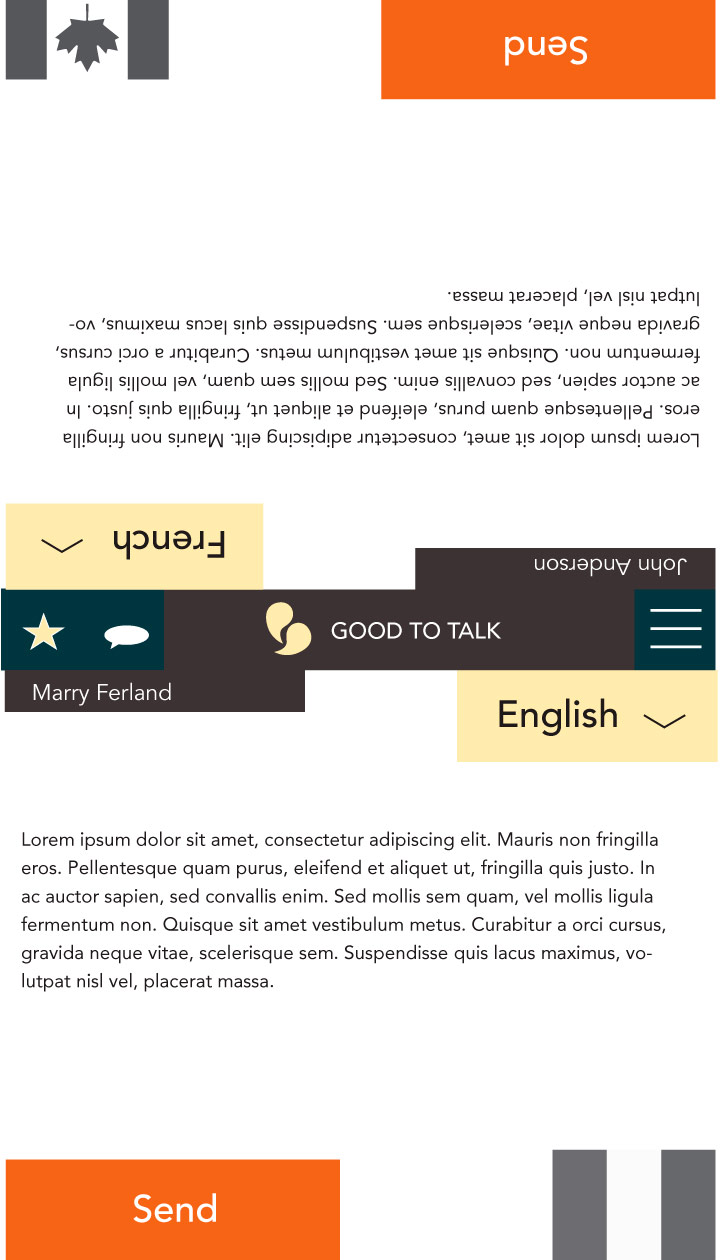 Send
Lorem ipsum dolor sit amet, consectetur adipiscing elit. Mauris non fringilla
eros. Pellentesque quam purus, eleifend et aliquet ut, fringilla quis justo. In
ac auctor sapien, sed convallis enim. Sed mollis sem quam, vel mollis ligula
fermentum non. Quisque sit amet vestibulum metus. Curabitur a orci cursus,
gravida neque vitae, scelerisque sem. Suspendisse quis lacus maximus, vo-
lutpat nisl vel, placerat massa.
French
John Anderson
GOOD TO TALK
Marry Ferland
English
Lorem ipsum dolor sit amet, consectetur adipiscing elit. Mauris non fringilla
eros. Pellentesque quam purus, eleifend et aliquet ut, fringilla quis justo. In
ac auctor sapien, sed convallis enim. Sed mollis sem quam, vel mollis ligula
fermentum non. Quisque sit amet vestibulum metus. Curabitur a orci cursus,
gravida neque vitae, scelerisque sem. Suspendisse quis lacus maximus, vo-
lutpat nisl vel, placerat massa.
Send